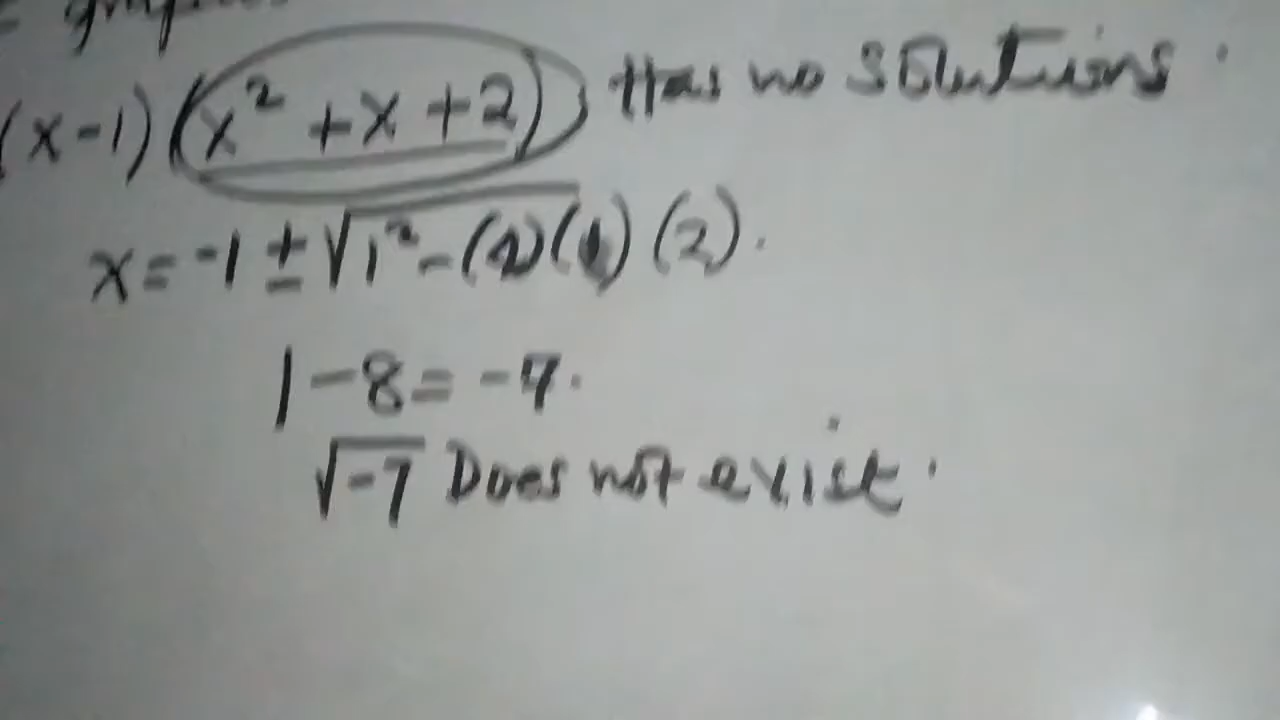 (x-1)(x² +x+2) Has no solutions.
x=-1 ± √1² - (4)(1)(2).
1-8=-7.
√-7 Does not exist.